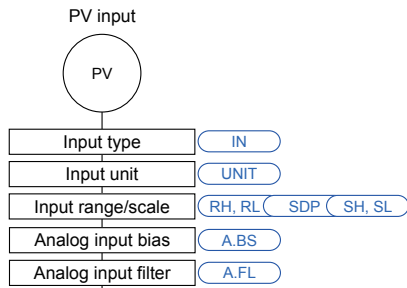 PV input
PV
Input type IN
Input unit UNIT
Input range/scale RH, RL SDP SH, SL
Analog input bias A.BS
Analog input filter A.FL